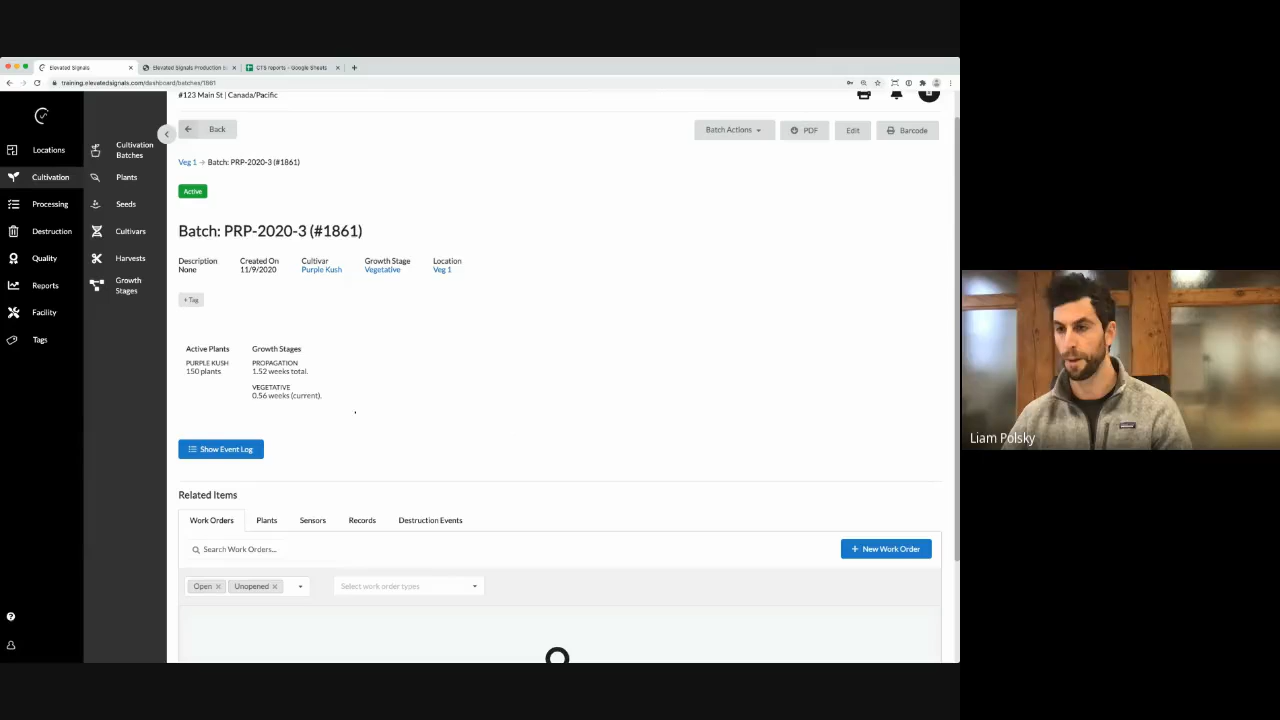 Elevated Signals
Elevated Signals Production
CTS reports - Google Sheets
training.elevatedsignals.com/dashboard/batches/1861
#123 Main St | Canada/Pacific
Locations
Cultivation
Processing
Destruction
Quality
Reports
Facility
Tags
Cultivation
Batches
Plants
Seeds
Cultivars
Harvests
Growth
Stages
Back
Batch Actions
PDF
Edit
Barcode
Veg 1 → Batch: PRP-2020-3 (#1861)
Active
Batch: PRP-2020-3 (#1861)
Description Created On Cultivar Growth Stage Location
None 11/9/2020 Purple Kush Vegetative Veg 1
+ Tag
Active Plants Growth Stages
PURPLE KUSH PROPAGATION
150 plants 1.52 weeks total.
VEGETATIVE
0.56 weeks (current).
Show Event Log
Related Items
Work Orders Plants Sensors Records Destruction Events
Search Work Orders...
+ New Work Order
Open Unopened Select work order types
Liam Polsky